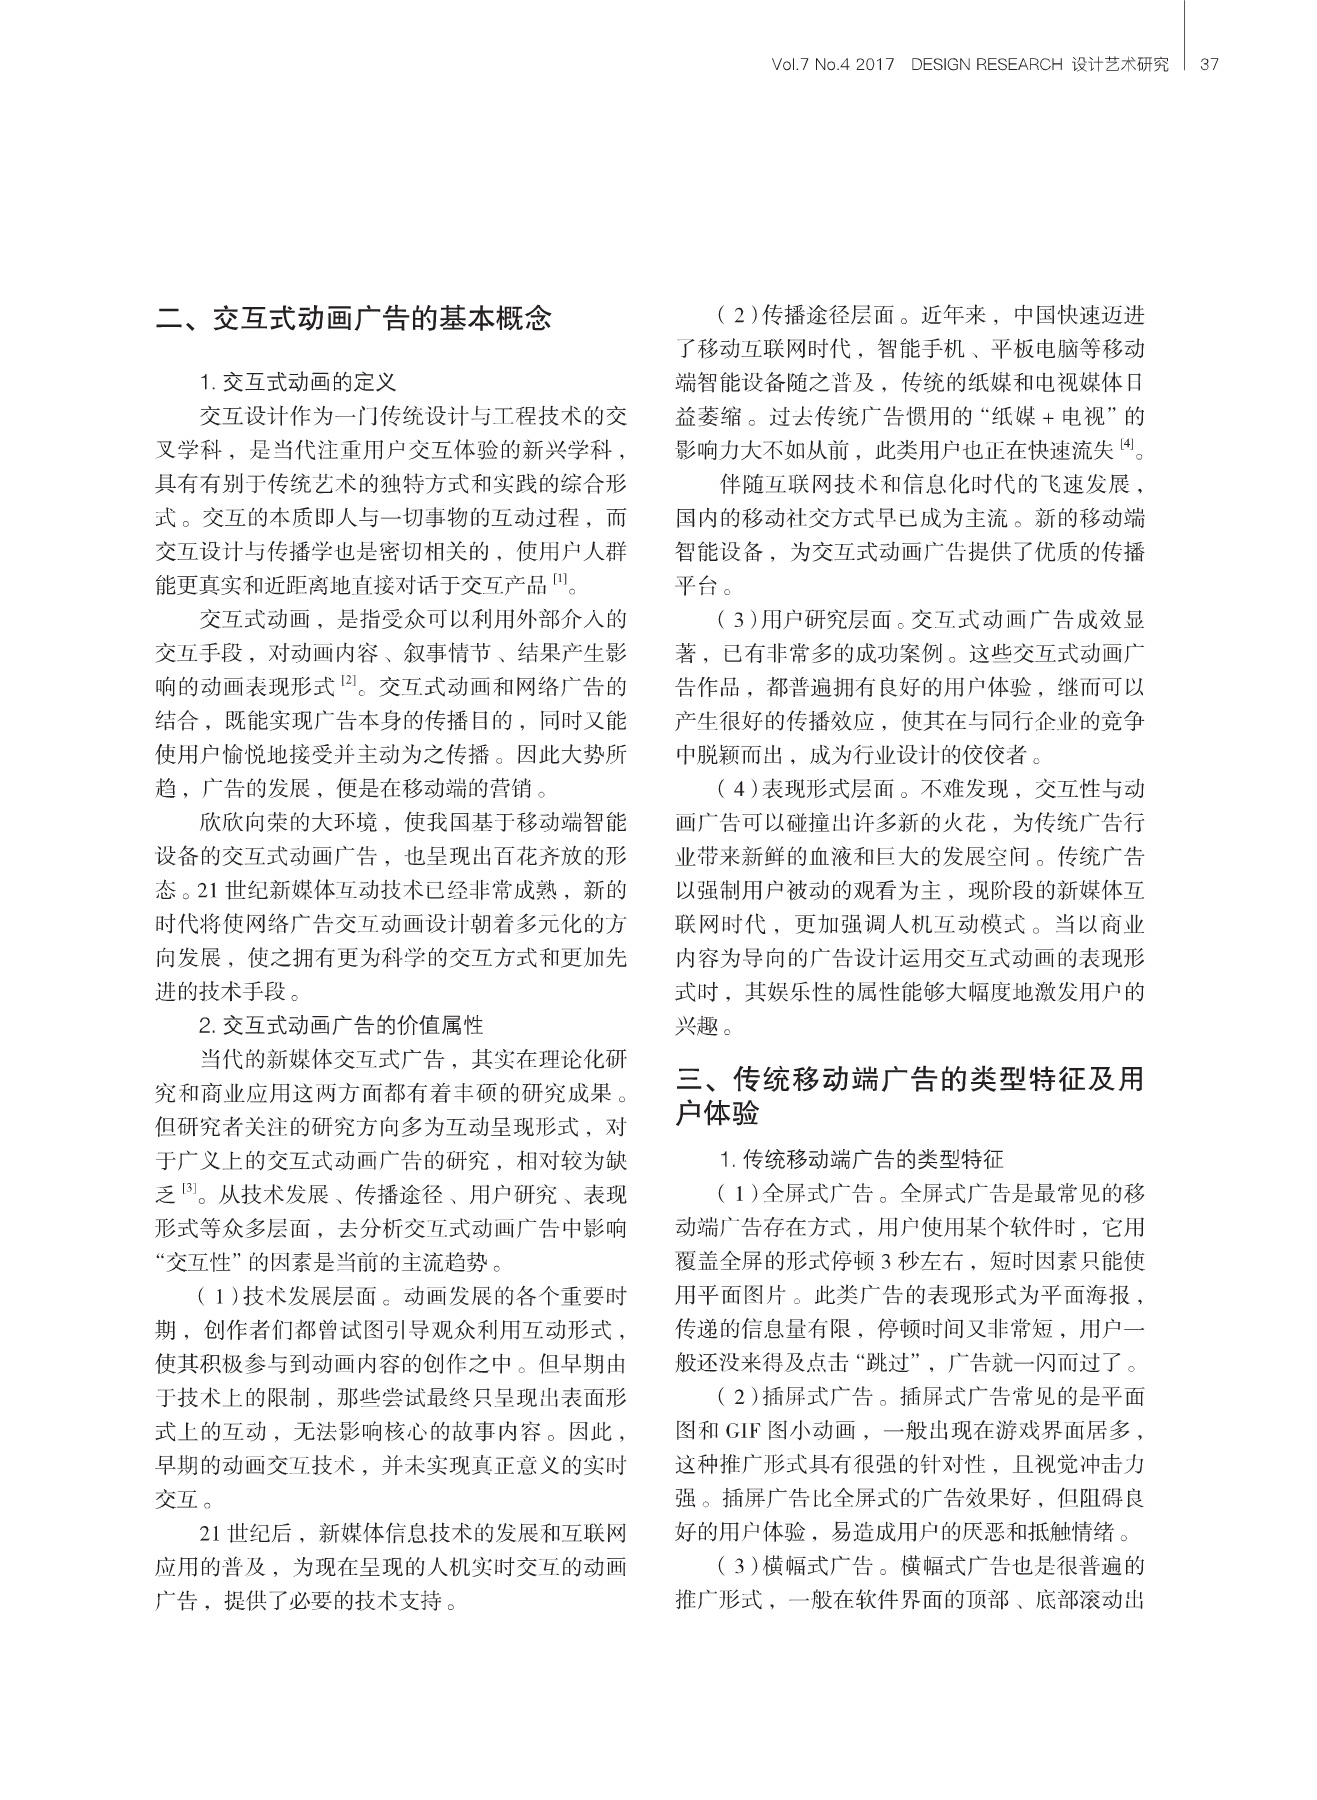 Vol.7 No.4 2017 DESIGN RESEARCH 设计艺术研究 37
二、交互式动画广告的基本概念
1. 交互式动画的定义
交互设计作为一门传统设计与工程技术的交
叉学科，是当代注重用户交互体验的新兴学科，
具有有别于传统艺术的独特方式和实践的综合形
式。交互的本质即人与一切事物的互动过程，而
交互设计与传播学也是密切相关的，使用户人群
能更真实和近距离地直接对话于交互产品 [1]。
交互式动画，是指受众可以利用外部介入的
交互手段，对动画内容、叙事情节、结果产生影
响的动画表现形式 [2]。交互式动画和网络广告的
结合，既能实现广告本身的传播目的，同时又能
使用户愉悦地接受并主动为之传播。因此大势所
趋，广告的发展，便是在移动端的营销。
欣欣向荣的大环境，使我国基于移动端智能
设备的交互式动画广告，也呈现出百花齐放的形
态。21 世纪新媒体互动技术已经非常成熟，新的
时代将使网络广告交互动画设计朝着多元化的方
向发展，使之拥有更为科学的交互方式和更加先
进的技术手段。
2. 交互式动画广告的价值属性
当代的新媒体交互式广告，其实在理论化研
究和商业应用这两方面都有着丰硕的研究成果。
但研究者关注的研究方向多为互动呈现形式，对
于广义上的交互式动画广告的研究，相对较为缺
乏 [3]。从技术发展、传播途径、用户研究、表现
形式等众多层面，去分析交互式动画广告中影响
“交互性”的因素是当前的主流趋势。
（1）技术发展层面。动画发展的各个重要时
期，创作者们都曾试图引导观众利用互动形式，
使其积极参与到动画内容的创作之中。但早期由
于技术上的限制，那些尝试最终只呈现出表面形
式上的互动，无法影响核心的故事内容。因此，
早期的动画交互技术，并未实现真正意义的实时
交互。
21 世纪后，新媒体信息技术的发展和互联网
应用的普及，为现在呈现的人机实时交互的动画
广告，提供了必要的技术支持。
（2）传播途径层面。近年来，中国快速迈进
了移动互联网时代，智能手机、平板电脑等移动
端智能设备随之普及，传统的纸媒和电视媒体日
益萎缩。过去传统广告惯用的“纸媒 + 电视”的
影响力大不如从前，此类用户也正在快速流失 [4]。
伴随互联网技术和信息化时代的飞速发展，
国内的移动社交方式早已成为主流。新的移动端
智能设备，为交互式动画广告提供了优质的传播
平台。
（3）用户研究层面。交互式动画广告成效显
著，已有非常多的成功案例。这些交互式动画广
告作品，都普遍拥有良好的用户体验，继而可以
产生很好的传播效应，使其在与同行企业的竞争
中脱颖而出，成为行业设计的佼佼者。
（4）表现形式层面。不难发现，交互性与动
画广告可以碰撞出许多新的火花，为传统广告行
业带来新鲜的血液和巨大的发展空间。传统广告
以强制用户被动的观看为主，现阶段的新媒体互
联网时代，更加强调人机互动模式。当以商业
内容为导向的广告设计运用交互式动画的表现形
式时，其娱乐性的属性能够大幅度地激发用户的
兴趣。
三、传统移动端广告的类型特征及用
户体验
1. 传统移动端广告的类型特征
（1）全屏式广告。全屏式广告是最常见的移
动端广告存在方式，用户使用某个软件时，它用
覆盖全屏的形式停顿 3 秒左右，短时因素只能使
用平面图片。此类广告的表现形式为平面海报，
传递的信息量有限，停顿时间又非常短，用户一
般还没来得及点击“跳过”，广告就一闪而过了。
（2）插屏式广告。插屏式广告常见的是平面
图和 GIF 图小动画，一般出现在游戏界面居多，
这种推广形式具有很强的针对性，且视觉冲击力
强。插屏广告比全屏式的广告效果好，但阻碍良
好的用户体验，易造成用户的厌恶和抵触情绪。
（3）横幅式广告。横幅式广告也是很普遍的
推广形式，一般在软件界面的顶部、底部滚动出